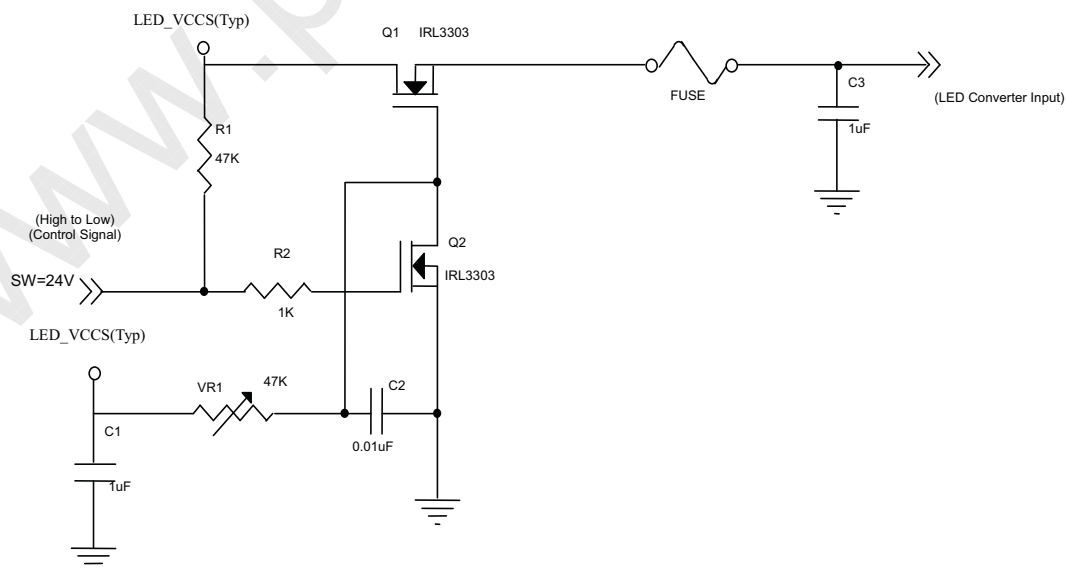 LED_VCCS(Typ)
Q1 IRL3303
FUSE
C3
(LED Converter Input)
1uF
R1
47K
(High to Low)
(Control Signal)
SW=24V
R2
1K
Q2
IRL3303
LED_VCCS(Typ)
VR1
47K
C2
0.01uF
C1
1uF
www.p